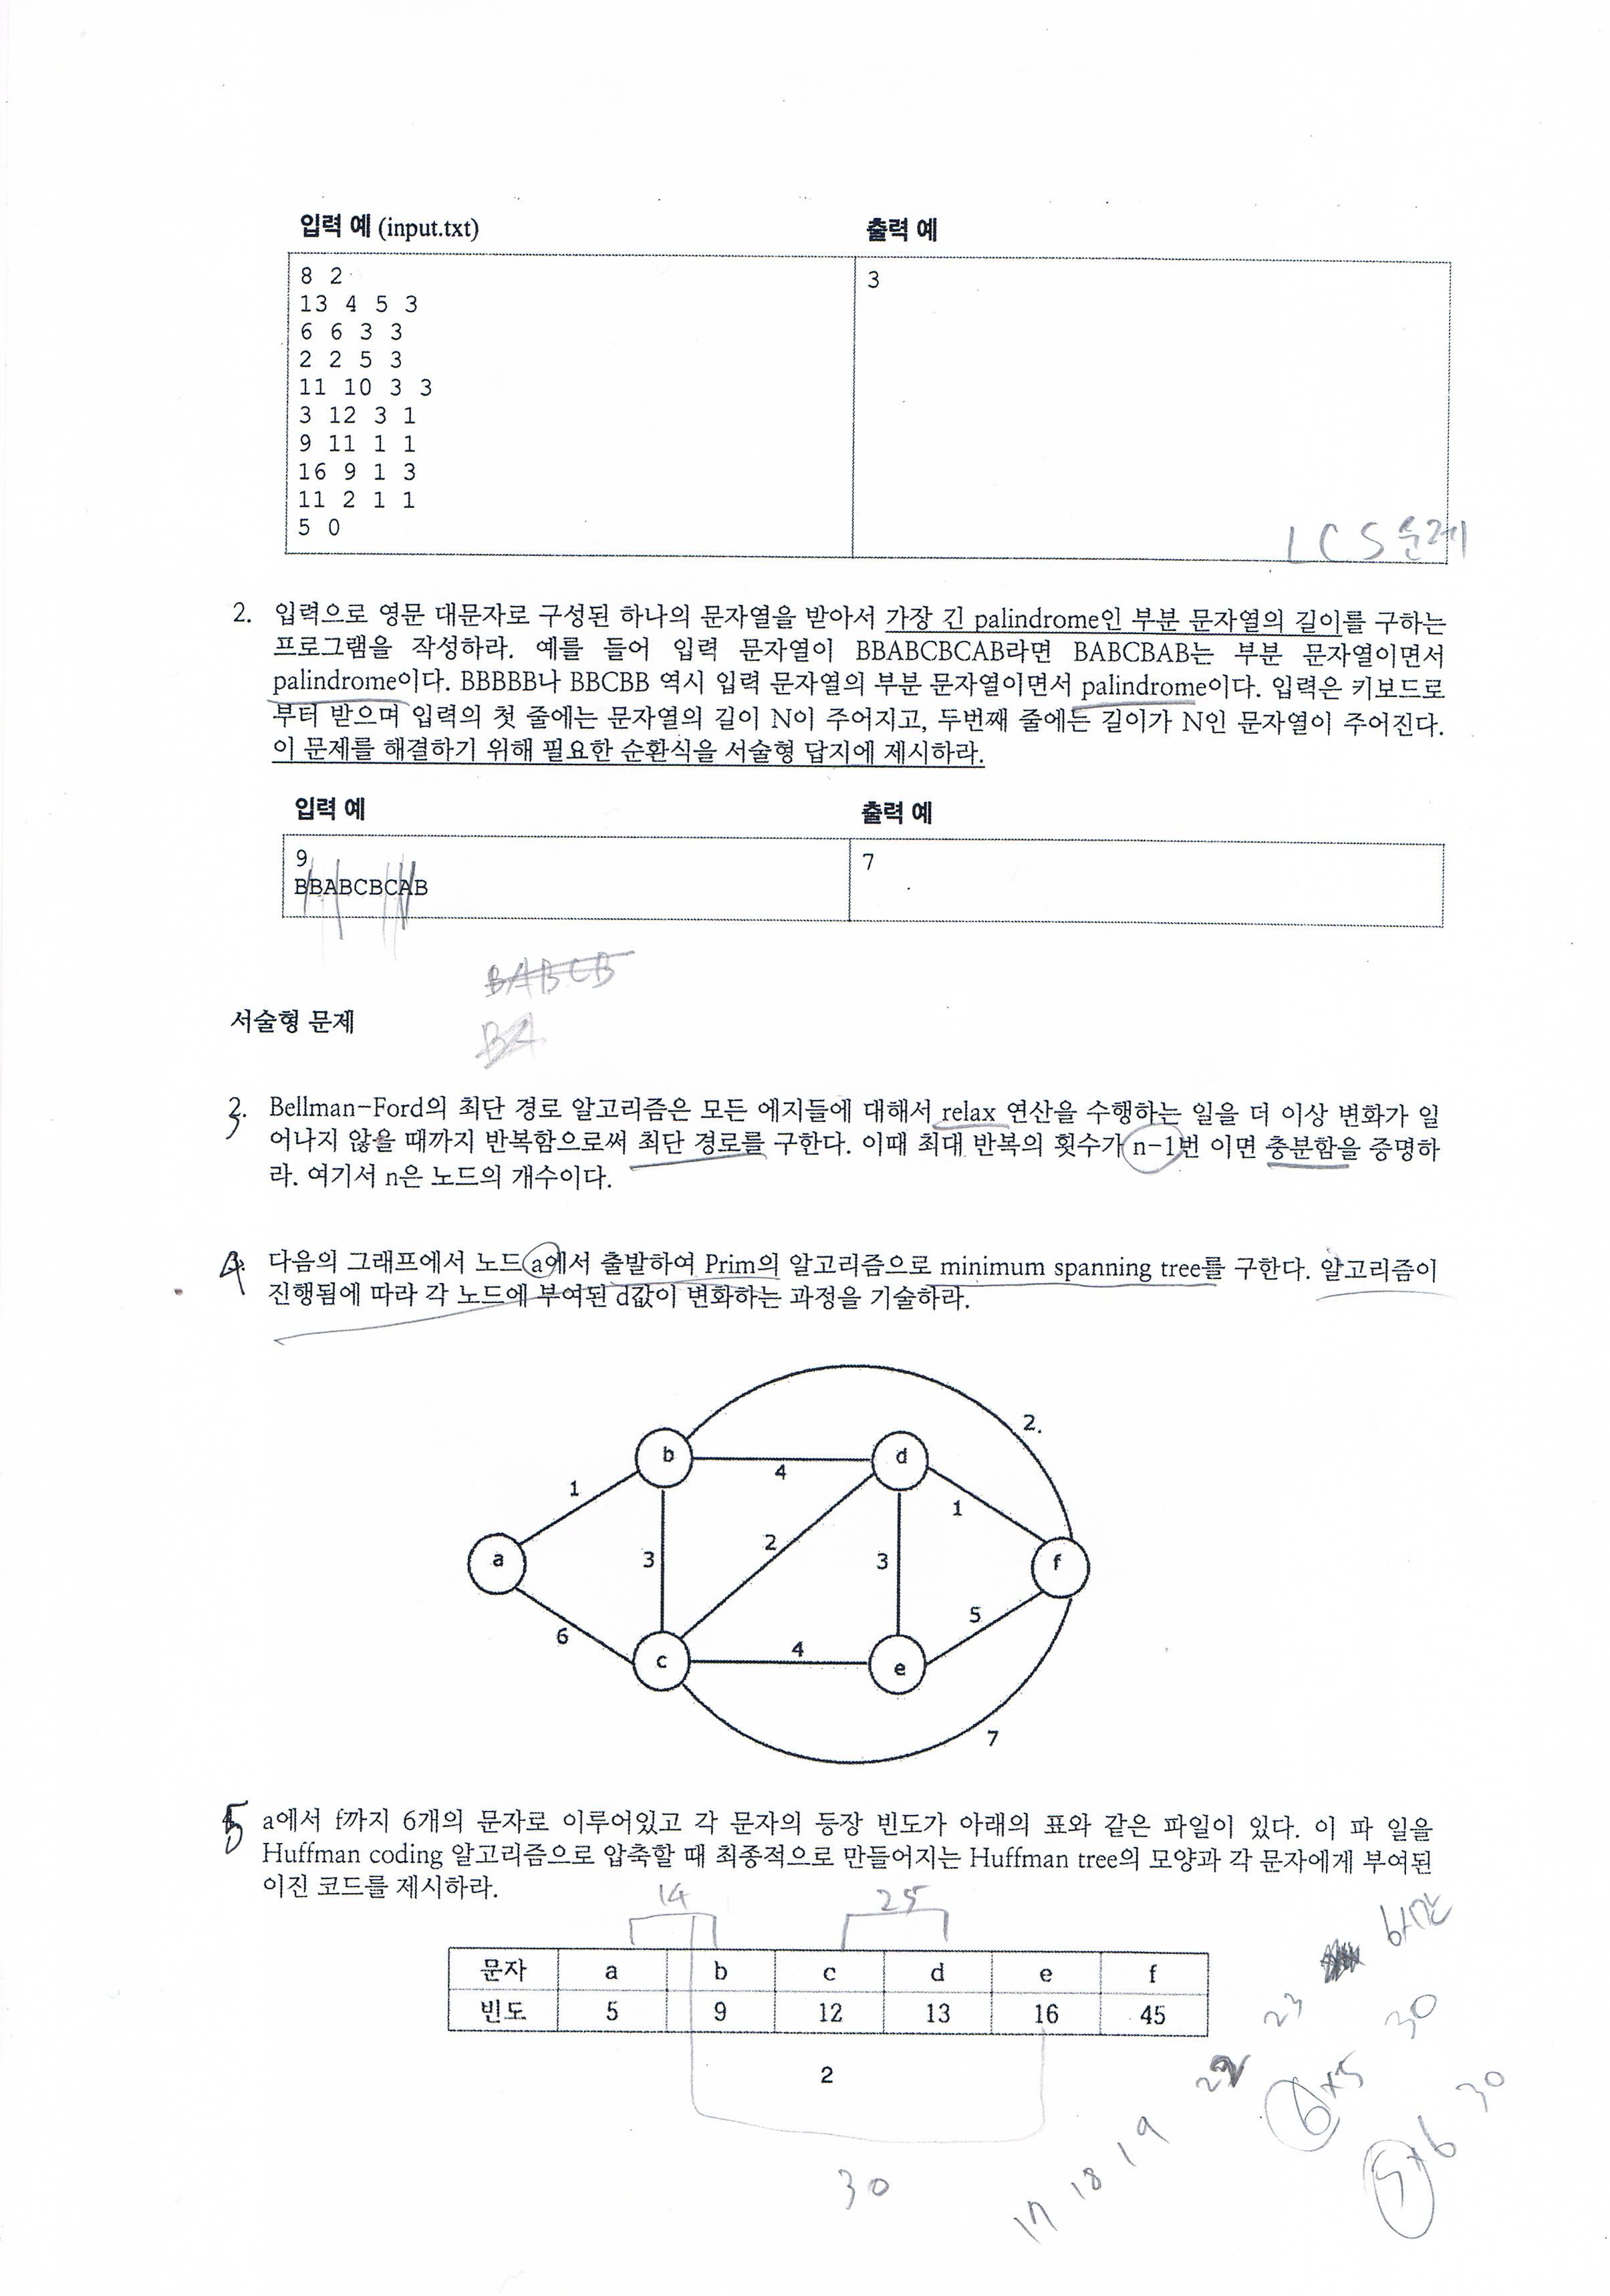 입력 예 (input.txt)
출력 예
8 2
13 4 5 3
6 6 3 3
2 2 5 3
11 10 3 3
3 12 3 1
9 11 1 1
16 9 1 3
11 2 1 1
5 0
3
LCS 문제
2. 입력으로 영문 대문자로 구성된 하나의 문자열을 받아서 가장 긴 palindrome인 부분 문자열의 길이를 구하는
프로그램을 작성하라. 예를 들어 입력 문자열이 BBABCBCAB라면 BABCBAB는 부분 문자열이면서
palindrome이다. BBBBB나 BBCBB 역시 입력 문자열의 부분 문자열이면서 palindrome이다. 입력은 키보드로
부터 받으며 입력의 첫 줄에는 문자열의 길이 N이 주어지고, 두번째 줄에는 길이가 N인 문자열이 주어진다.
이 문제를 해결하기 위해 필요한 순환식을 서술형 답지에 제시하라.
입력 예
출력 예
9
BBABCBCAB
7
BABCB
BA
서술형 문제
3. Bellman-Ford의 최단 경로 알고리즘은 모든 에지들에 대해서 relax 연산을 수행하는 일을 더 이상 변화가 일
어나지 않을 때까지 반복함으로써 최단 경로를 구한다. 이때 최대 반복의 횟수가 n-1번 이면 충분함을 증명하
라. 여기서 n은 노드의 개수이다.
4 다음의 그래프에서 노드 a에서 출발하여 Prim의 알고리즘으로 minimum spanning tree를 구한다. 알고리즘이
진행됨에 따라 각 노드에 부여된 d값이 변화하는 과정을 기술하라.
2.
b
d
4
1
1
a
3
2
3
f
5
6
4
c
e
7
5 a에서 f까지 6개의 문자로 이루어있고 각 문자의 등장 빈도가 아래의 표와 같은 파일이 있다. 이 파 일을
Huffman coding 알고리즘으로 압축할 때 최종적으로 만들어지는 Huffman tree의 모양과 각 문자에게 부여된
이진 코드를 제시하라.
14
25
문자 a b c d e f
빈도 5 9 12 13 16 45
23
30
2
6×5
30
5×6
19
18
17
30